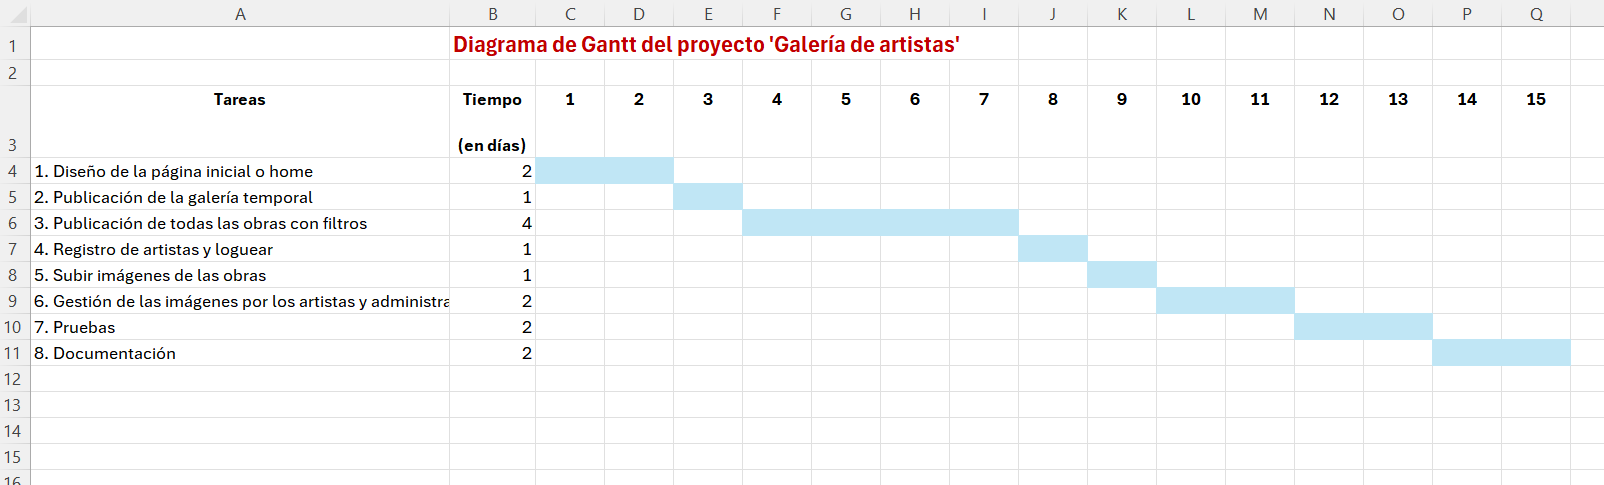 A B C D E F G H I J K L M N O P Q
1 Diagrama de Gantt del proyecto 'Galería de artistas'
2
Tareas Tiempo 1 2 3 4 5 6 7 8 9 10 11 12 13 14 15
3 (en días)
4 1. Diseño de la página inicial o home 2
5 2. Publicación de la galería temporal 1
6 3. Publicación de todas las obras con filtros 4
7 4. Registro de artistas y loguear 1
8 5. Subir imágenes de las obras 1
9 6. Gestión de las imágenes por los artistas y administra 2
10 7. Pruebas 2
11 8. Documentación 2
12
13
14
15
16